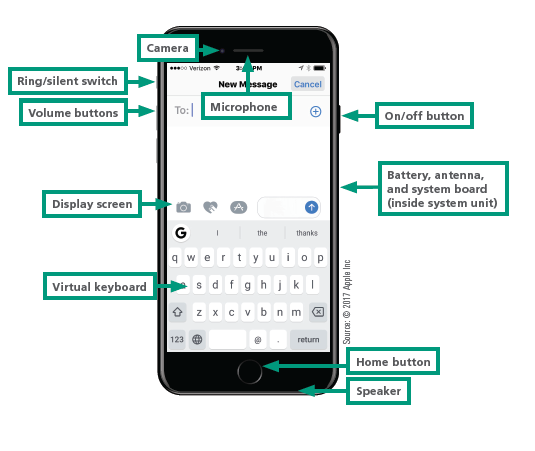 Camera
Verizon
PM
Ring/silent switch
New Message
Cancel
Volume buttons
To:
Microphone
On/off button
Battery, antenna,
and system board
(inside system unit)
Display screen
G
I
the
thanks
q w e r t y u i o p
s d f g h j k l
Virtual keyboard
z x c v b n m
123
@
.
return
Source: © 2017 Apple Inc
Home button
Speaker